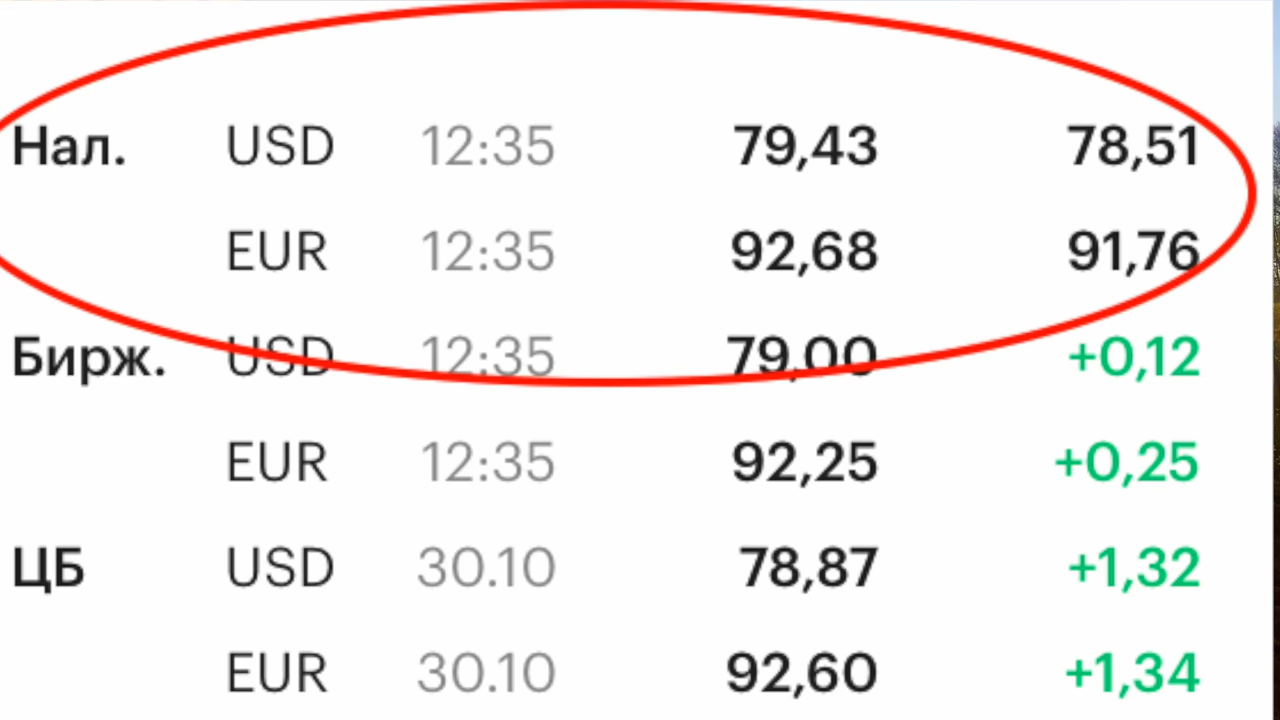 Нал. USD 12:35 79,43 78,51
EUR 12:35 92,68 91,76
Бирж. USD 12:35 79,00 +0,12
EUR 12:35 92,25 +0,25
ЦБ USD 30.10 78,87 +1,32
EUR 30.10 92,60 +1,34